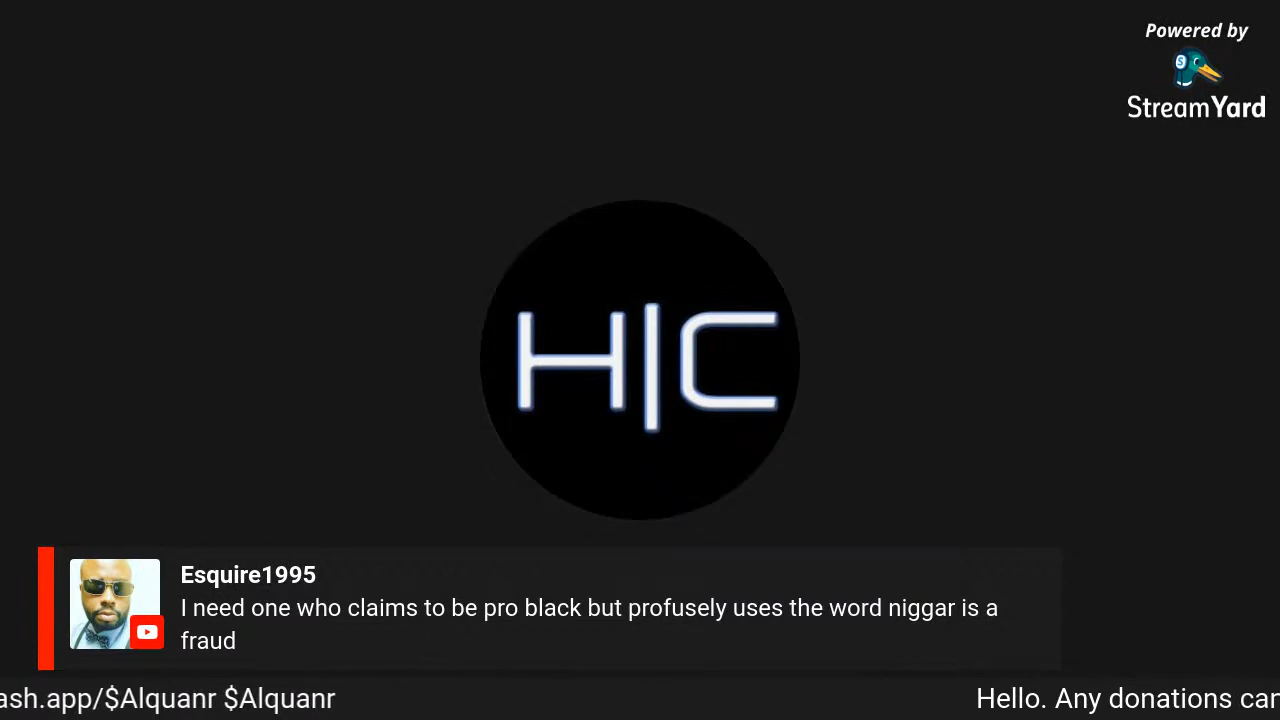 Powered by
StreamYard
H|C
Esquire1995
I need one who claims to be pro black but profusely uses the word niggar is a
fraud
ash.app/$Alquanr $Alquanr
Hello. Any donations can